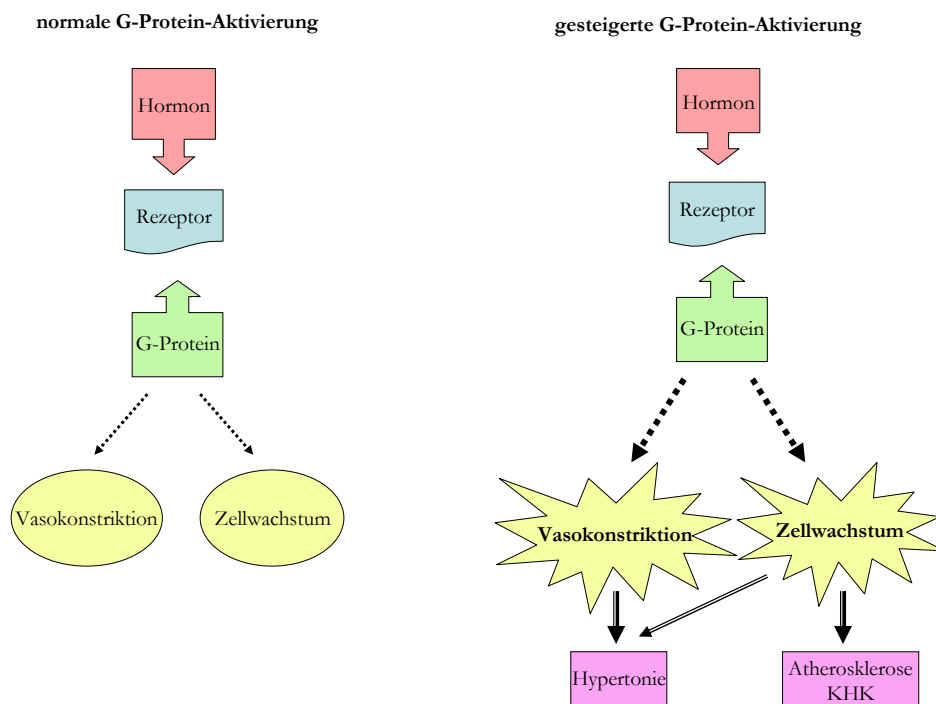 normale G-Protein-Aktivierung
Hormon
Rezeptor
G-Protein
Vasokonstriktion
Zellwachstum
gesteigerte G-Protein-Aktivierung
Hormon
Rezeptor
G-Protein
Vasokonstriktion
Zellwachstum
Hypertonie
Atherosklerose
KHK